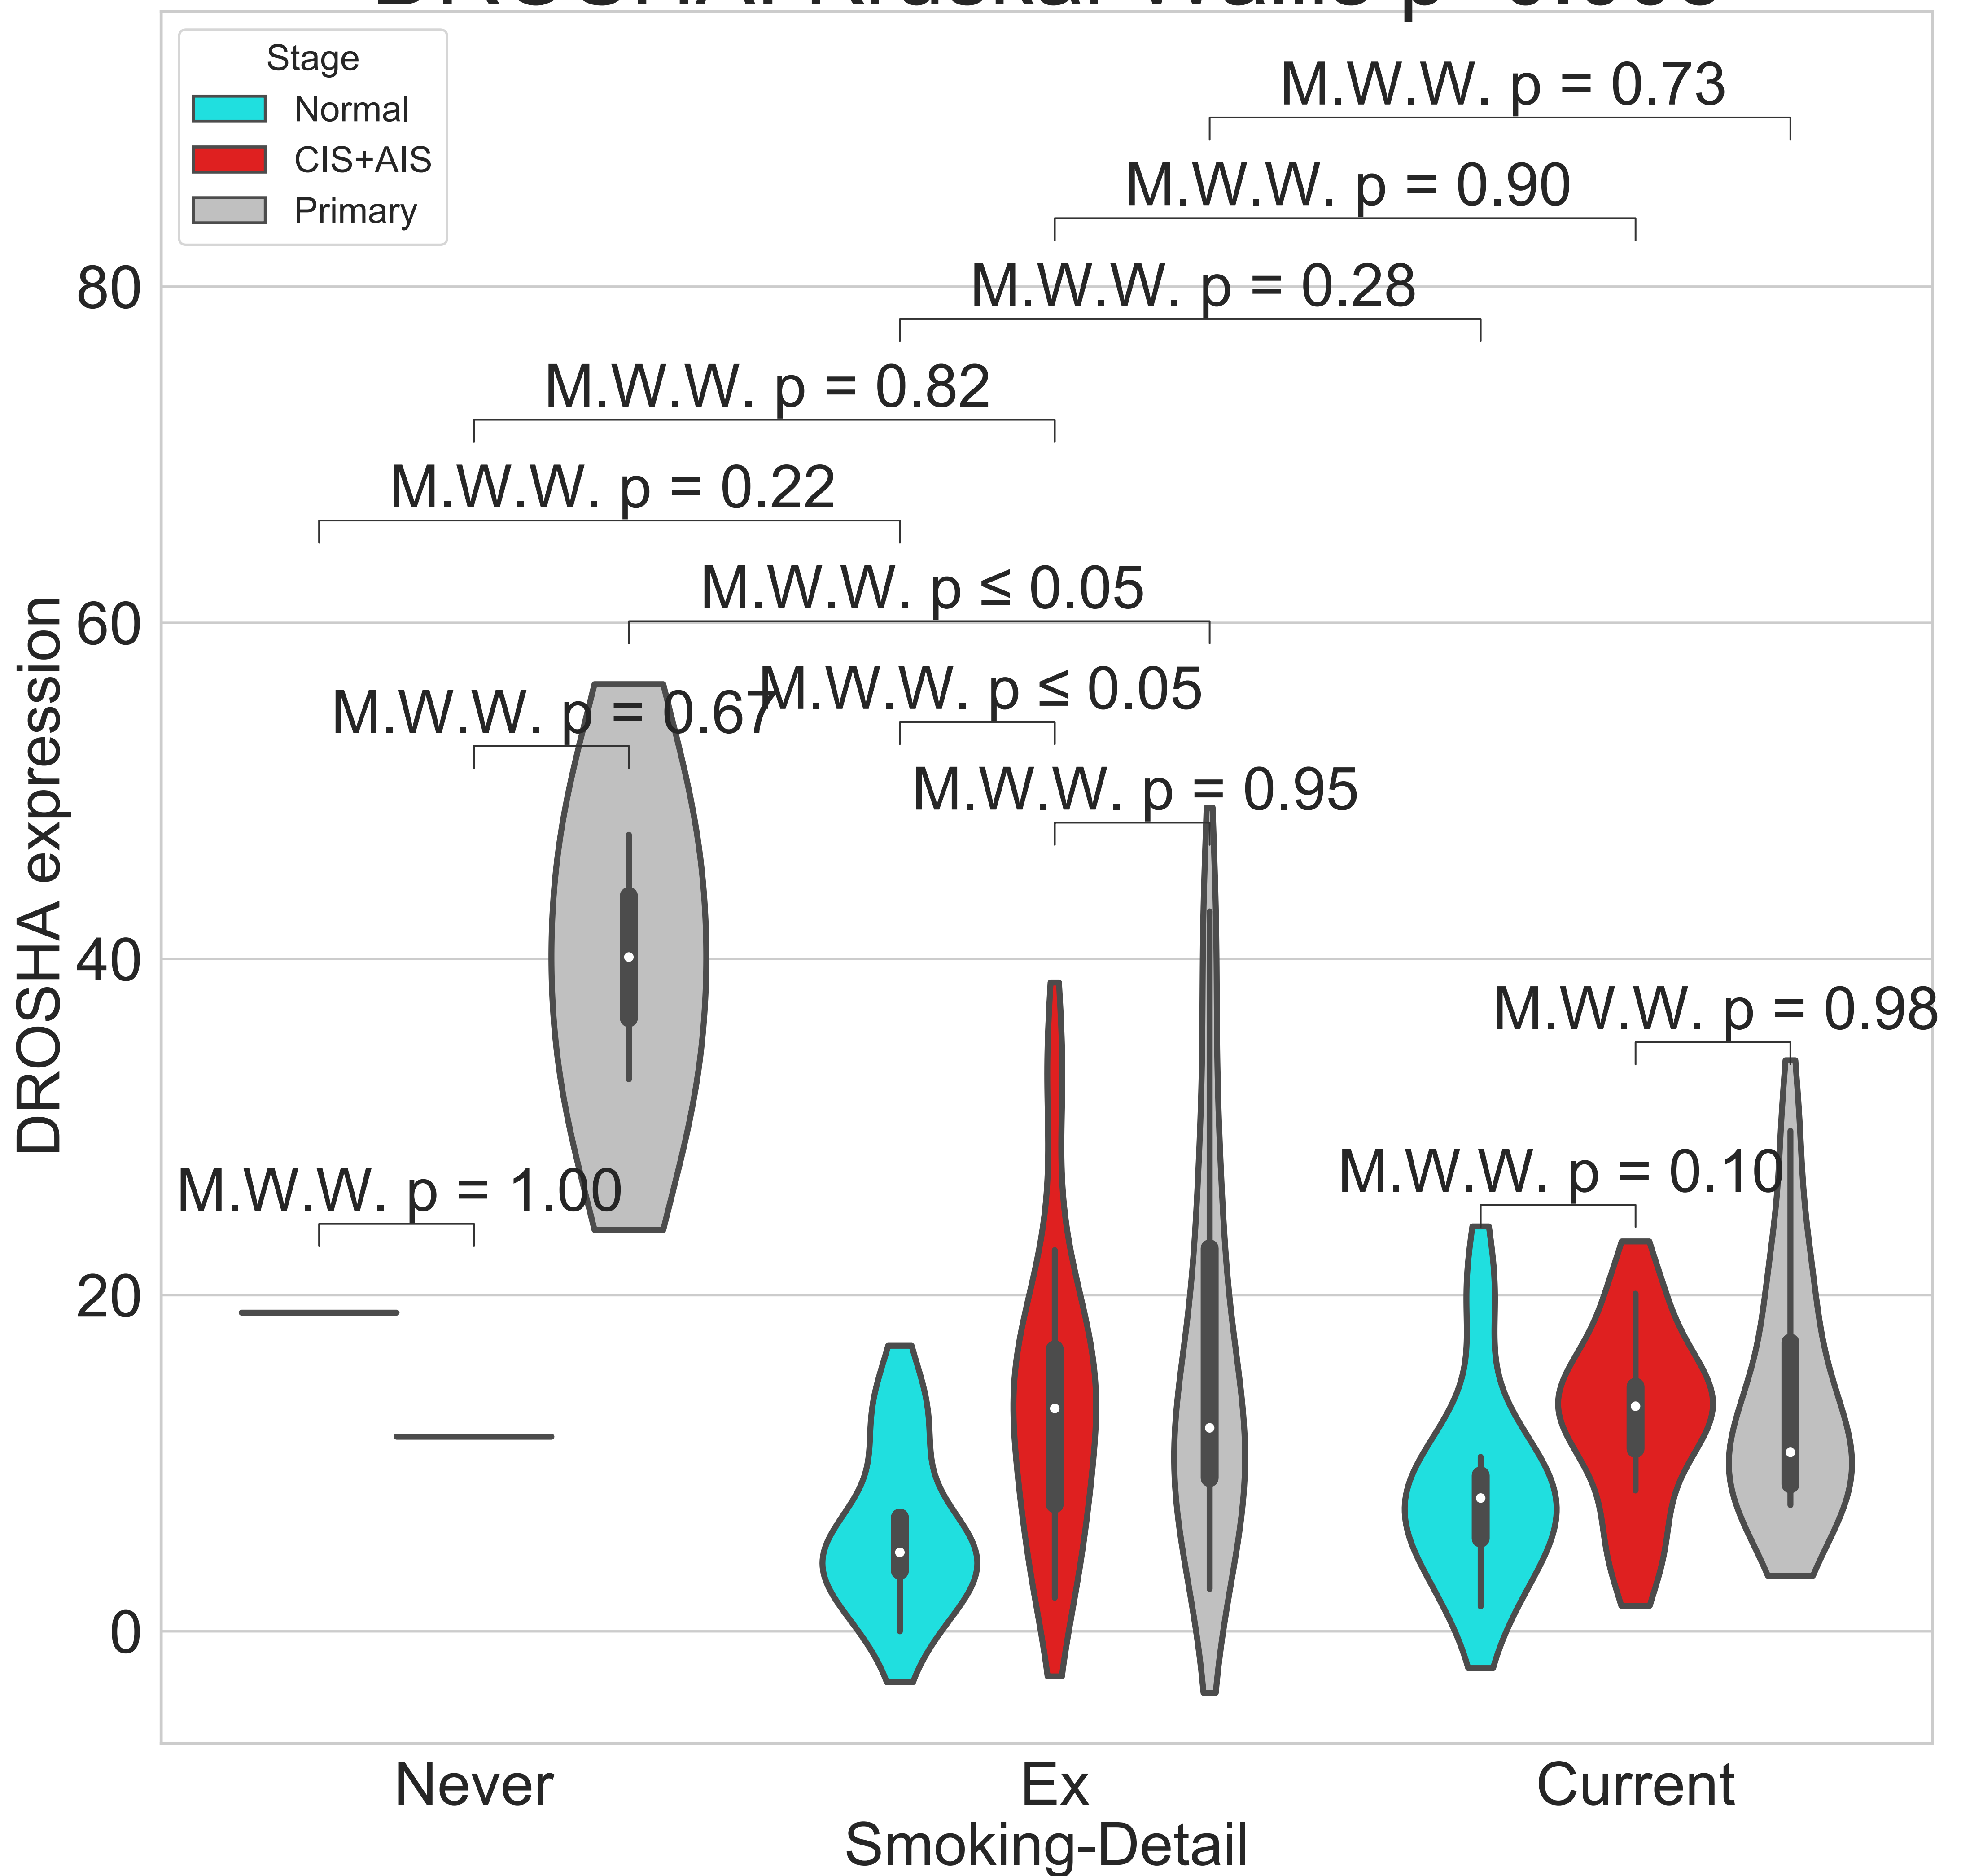 Stage
Normal
CIS+AIS
Primary
M.W.W. p = 0.73
M.W.W. p = 0.90
M.W.W. p = 0.28
M.W.W. p = 0.82
M.W.W. p = 0.22
M.W.W. p ≤ 0.05
M.W.W. p = 0.67
M.W.W. p ≤ 0.05
M.W.W. p = 0.95
M.W.W. p = 0.98
M.W.W. p = 0.10
M.W.W. p = 1.00
DROSHA expression
80
60
40
20
0
Never
Ex
Current
Smoking-Detail